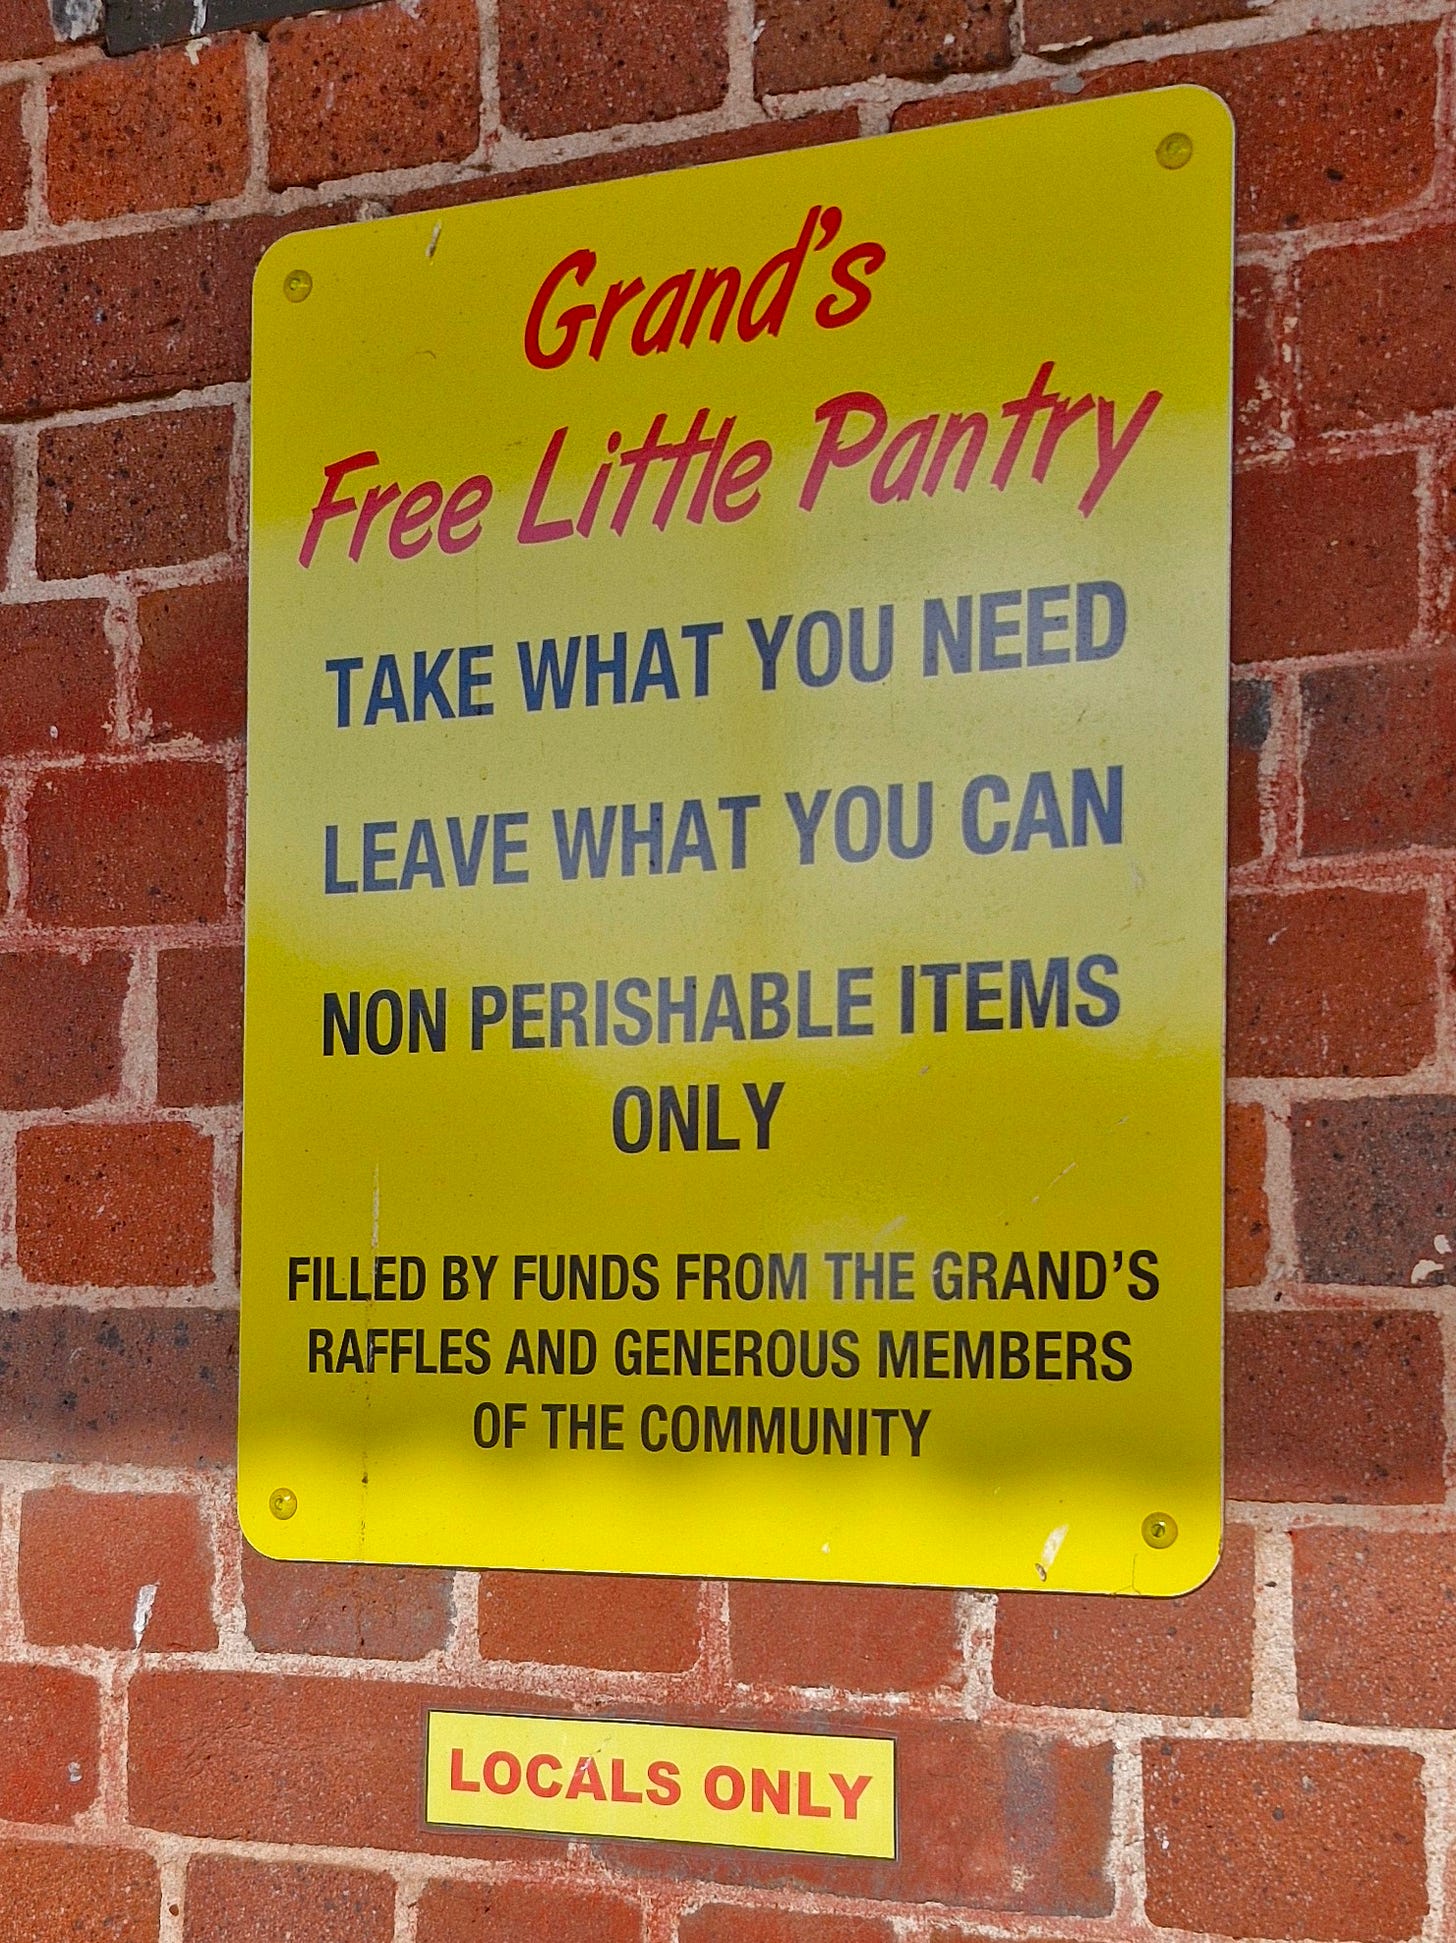 Grand's
Free Little Pantry
TAKE WHAT YOU NEED
LEAVE WHAT YOU CAN
NON PERISHABLE ITEMS
ONLY
FILLED BY FUNDS FROM THE GRAND'S
RAFFLES AND GENEROUS MEMBERS
OF THE COMMUNITY
LOCALS ONLY